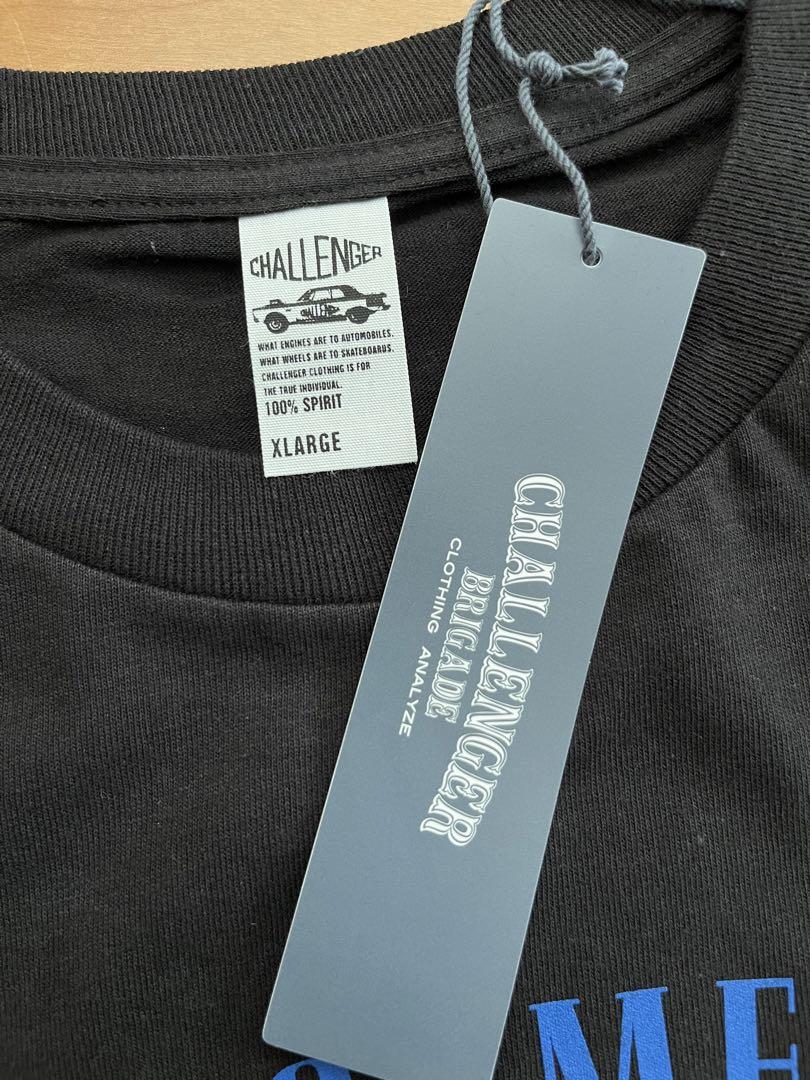 CHALLENGER
WHAT ENGINES ARE TO AUTOMOBILES.
WHAT WHEELS ARE TO SKATEBOARDS.
CHALLENGER CLOTHING IS FOR
THE TRUE INDIVIDUAL.
100% SPIRIT
XLARGE
CHALLENGER
BRIGADE
CLOTHING ANALYZE
ME